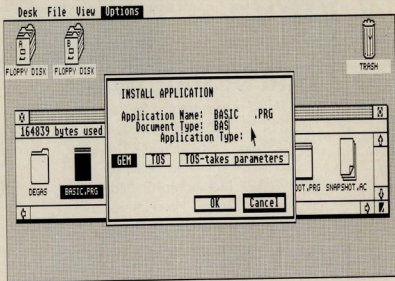 Desk File View Options
A
B
FLOPPY DISK
FLOPPY DISK
TRASH
INSTALL APPLICATION
Application Name: BASIC .PRG
Document Type: BAS
Application Type:
GEM
TOS
TOS-takes parameters
OK
Cancel
164839 bytes used
DEGAS
BASIC.PRG
OOT.PRG
SNAPSHOT.AC